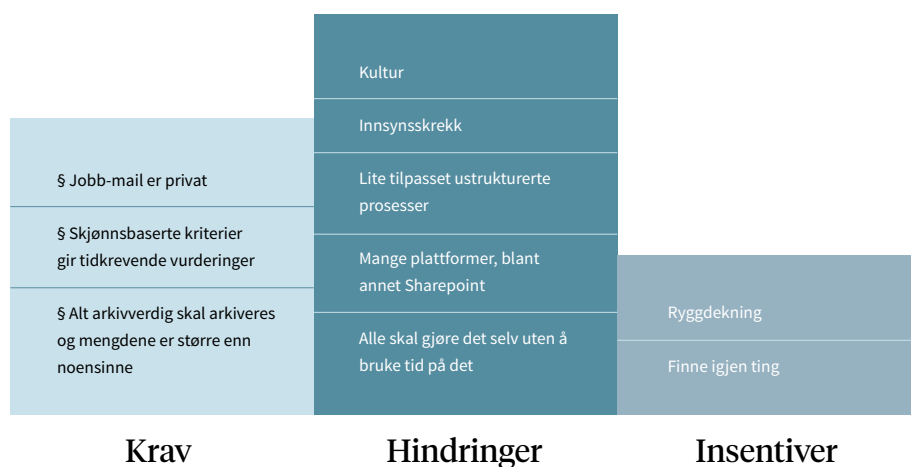 § Jobb-mail er privat
§ Skjønnsbaserte kriterier
gir tidkrevende vurderinger
§ Alt arkivverdig skal arkiveres
og mengdene er større enn
noensinne
Krav
Kultur
Innsynsskrekk
Lite tilpasset ustrukturerte
prosesser
Mange plattformer, blant
annet Sharepoint
Alle skal gjøre det selv uten å
bruke tid på det
Hindringer
Ryggdekning
Finne igjen ting
Insentiver